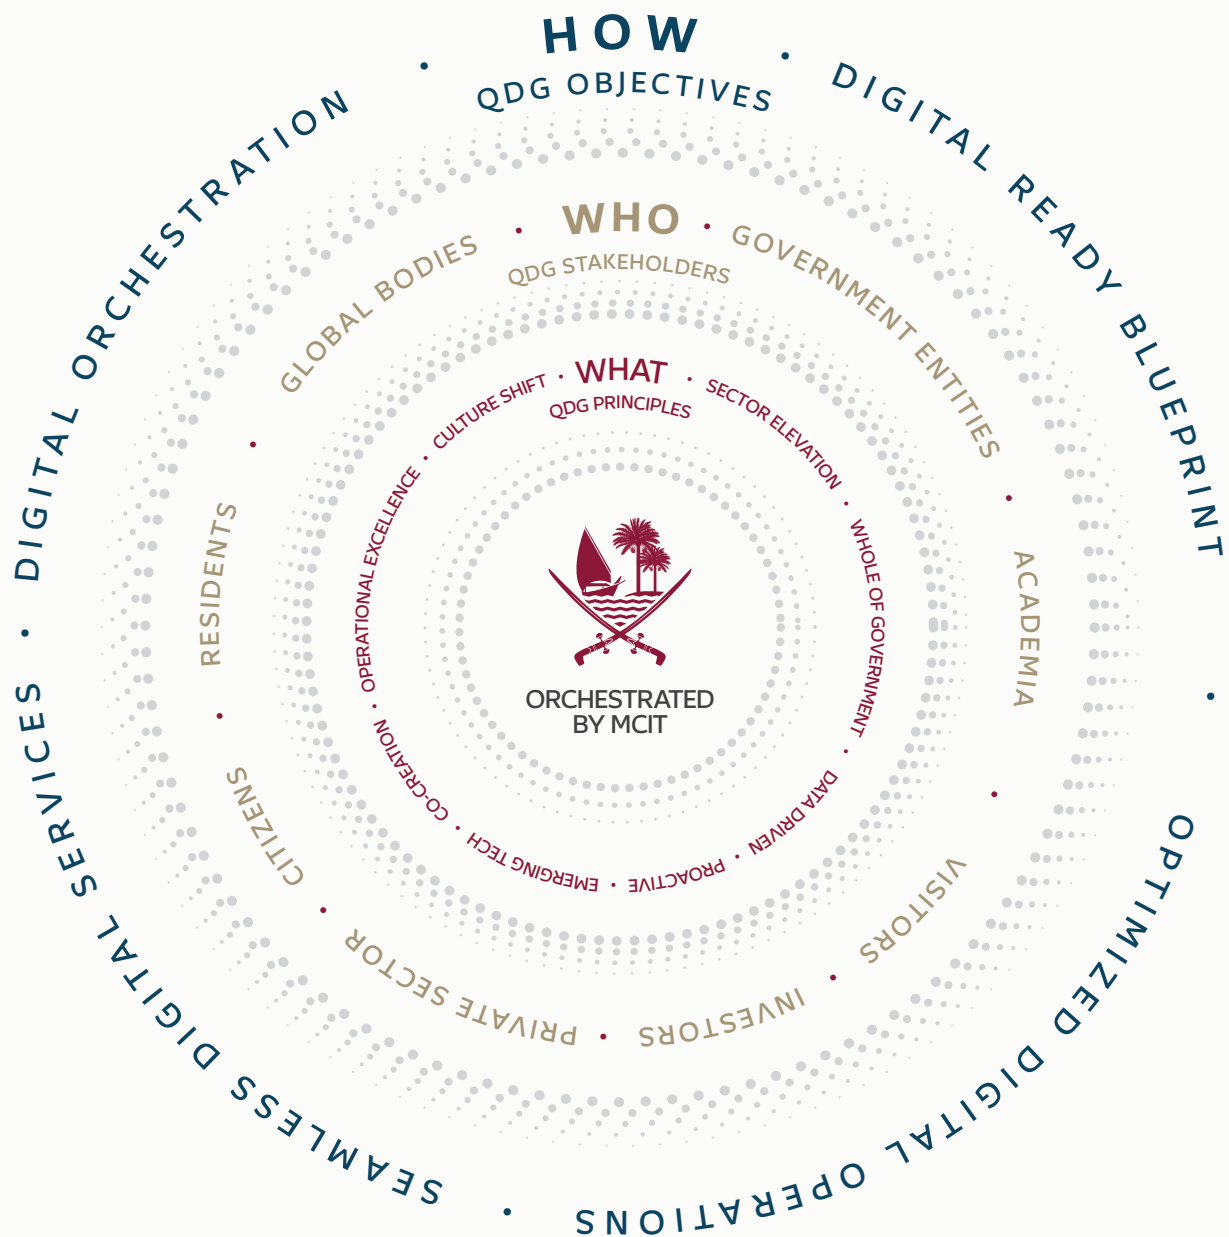 HOW
QDG OBJECTIVES
DIGITAL READY BLUEPRINT
OPTIMIZED DIGITAL OPERATIONS
SEAMLESS DIGITAL SERVICES
DIGITAL ORCHESTRATION
WHO
QDG STAKEHOLDERS
GOVERNMENT ENTITIES
ACADEMIA
VISITORS
INVESTORS
PRIVATE SECTOR
CITIZENS
RESIDENTS
GLOBAL BODIES
WHAT
QDG PRINCIPLES
SECTOR ELEVATION
WHOLE OF GOVERNMENT
DATA DRIVEN
PROACTIVE
EMERGING TECH
CO-CREATION
OPERATIONAL EXCELLENCE
CULTURE SHIFT
ORCHESTRATED
BY MCIT